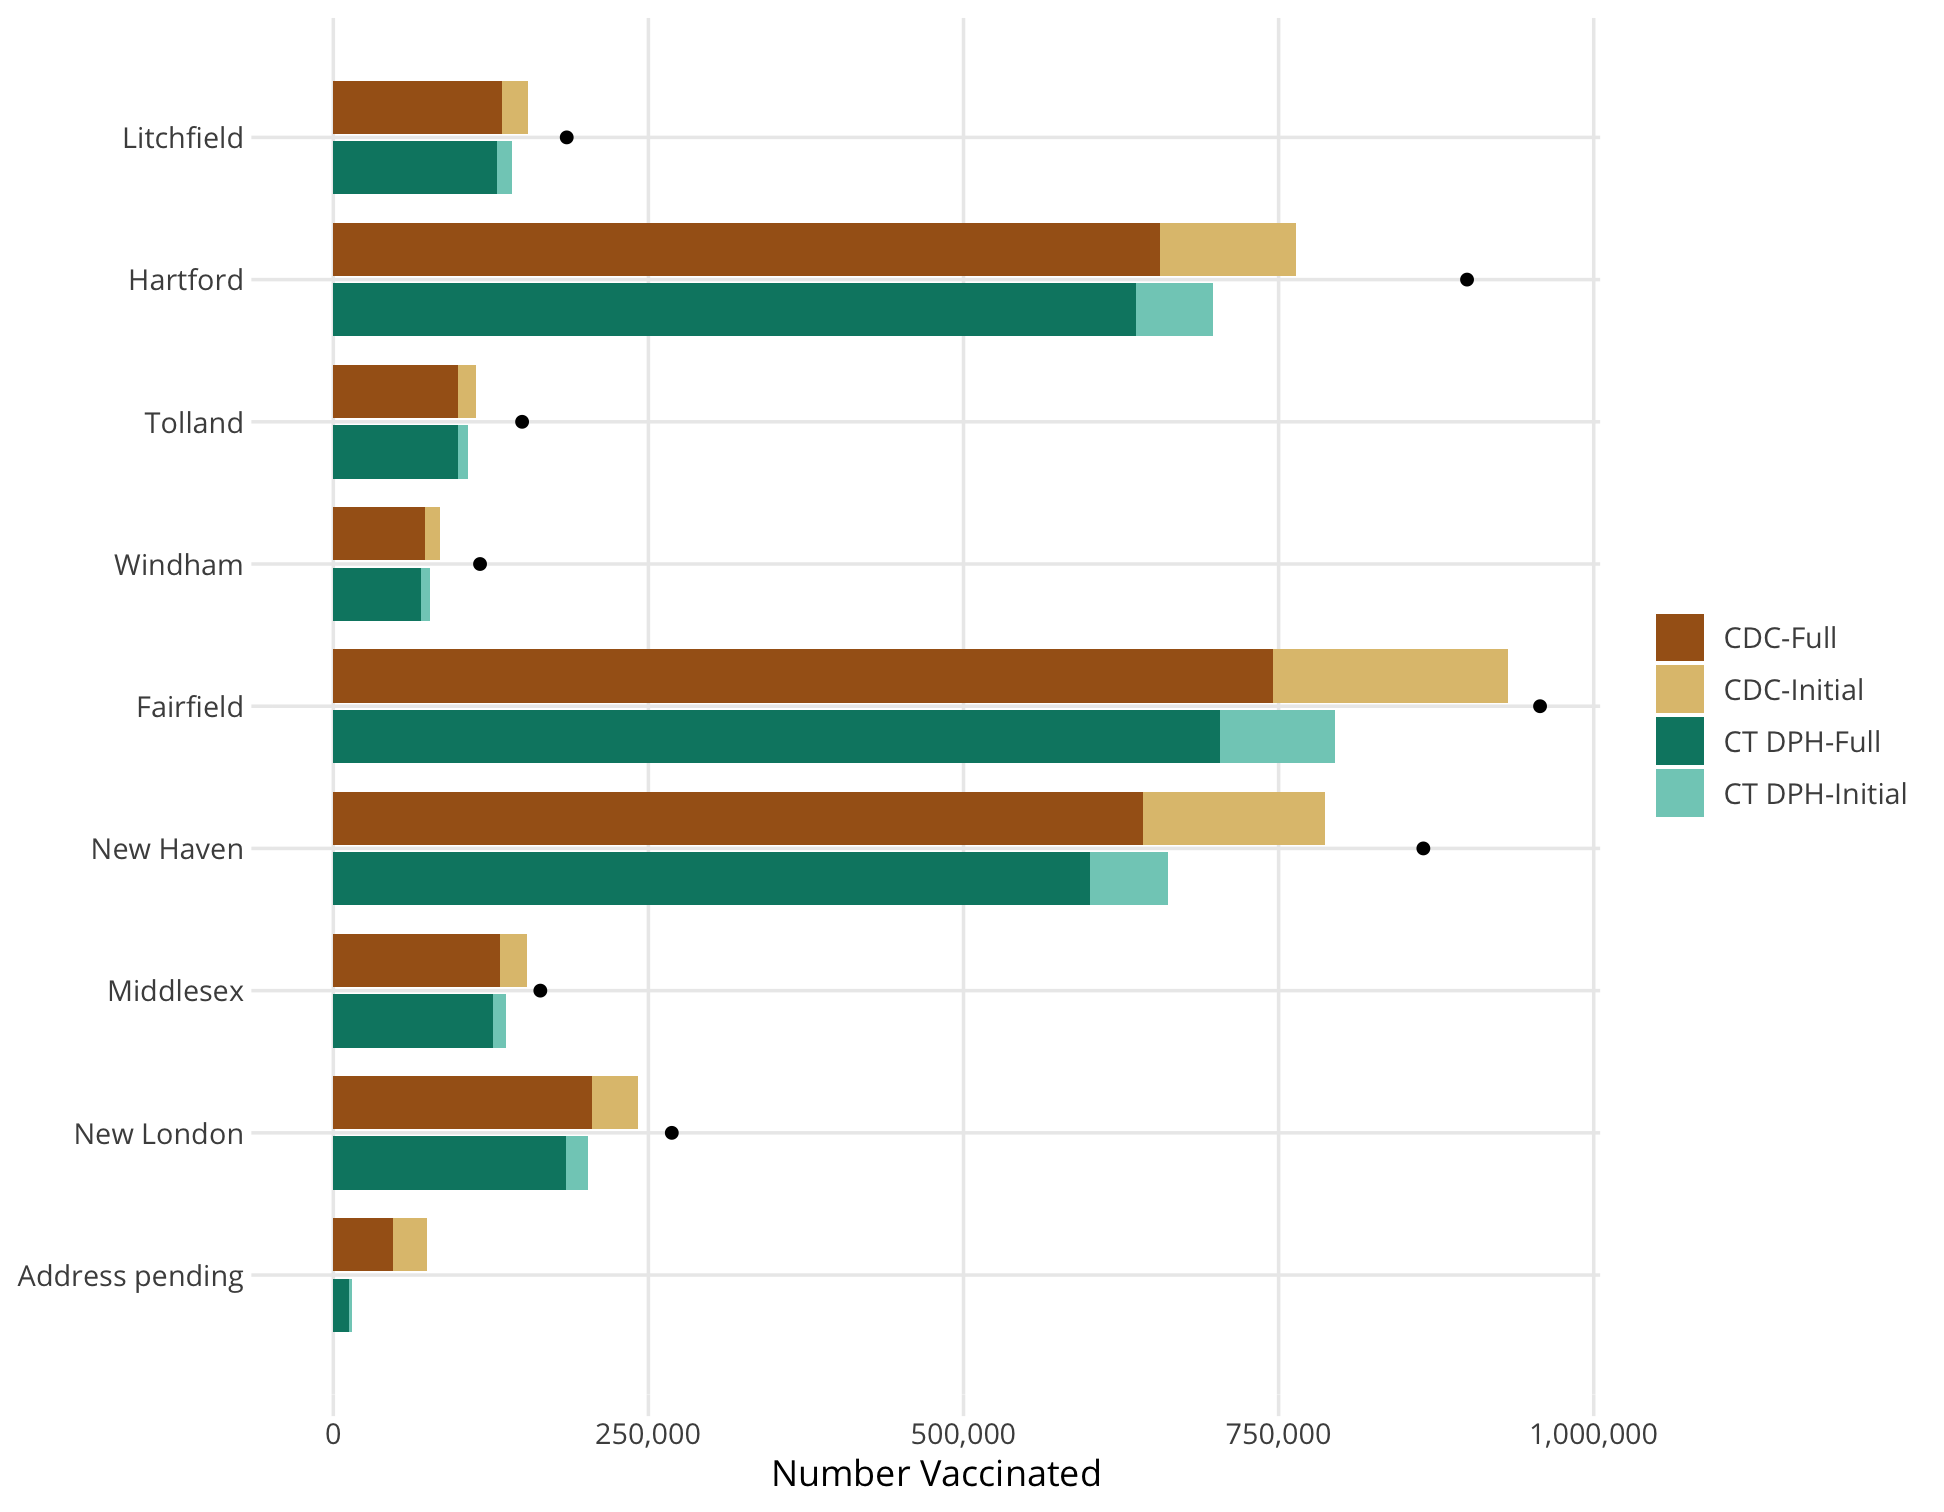 Litchfield
Hartford
Tolland
Windham
Fairfield
New Haven
Middlesex
New London
Address pending
0
250,000
500,000
750,000
1,000,000
Number Vaccinated
CDC-Full
CDC-Initial
CT DPH-Full
CT DPH-Initial